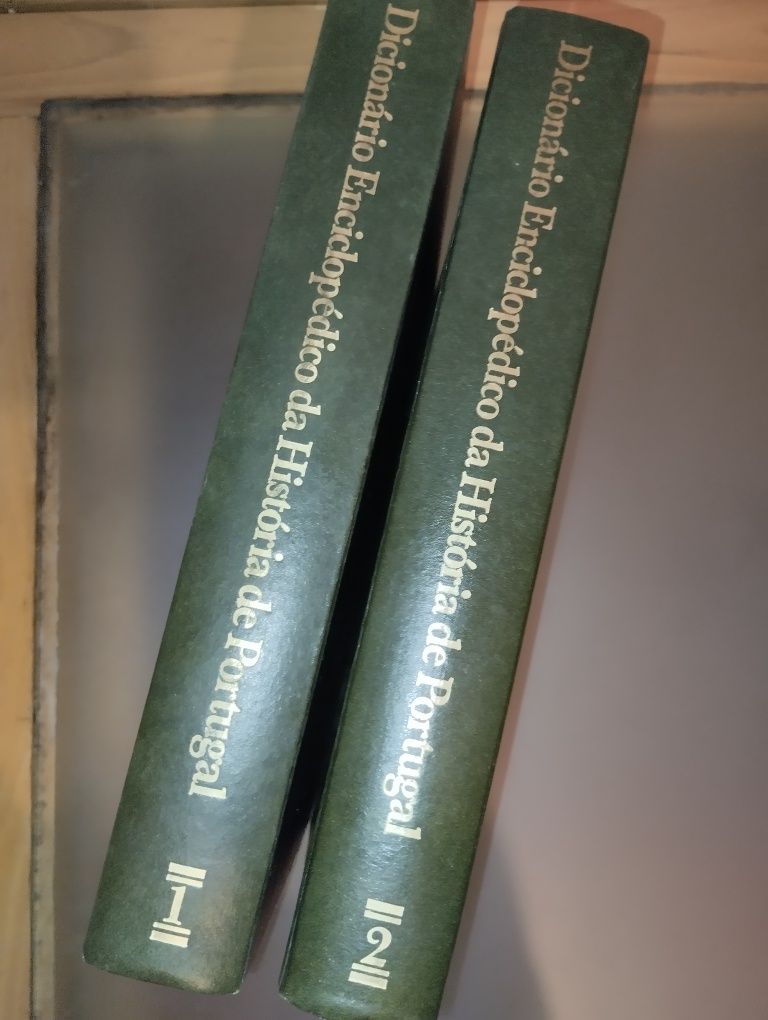 Dicionário Enciclopédico da História de Portugal
1
Dicionário Enciclopédico da História de Portugal
2